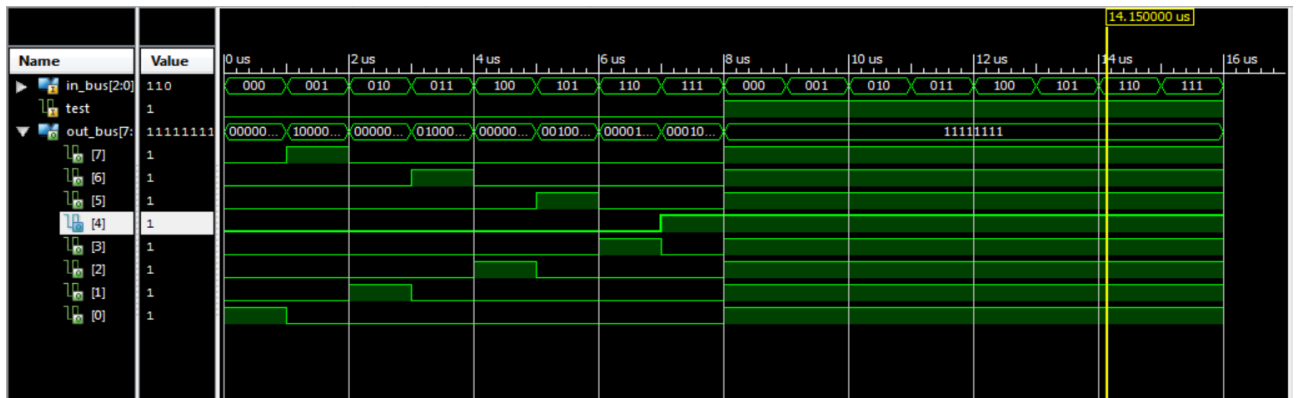 14.150000 us
Name Value 0 us 2 us 4 us 6 us 8 us 10 us 12 us 14 us 16 us
in_bus[2:0] 110 000 001 010 011 100 101 110 111 000 001 010 011 100 101 110 111
test 1
out_bus[7: 11111111 00000... 10000... 00000... 01000... 00000... 00100... 00001... 00010... 11111111
[7] 1
[6] 1
[5] 1
[4] 1
[3] 1
[2] 1
[1] 1
[0] 1